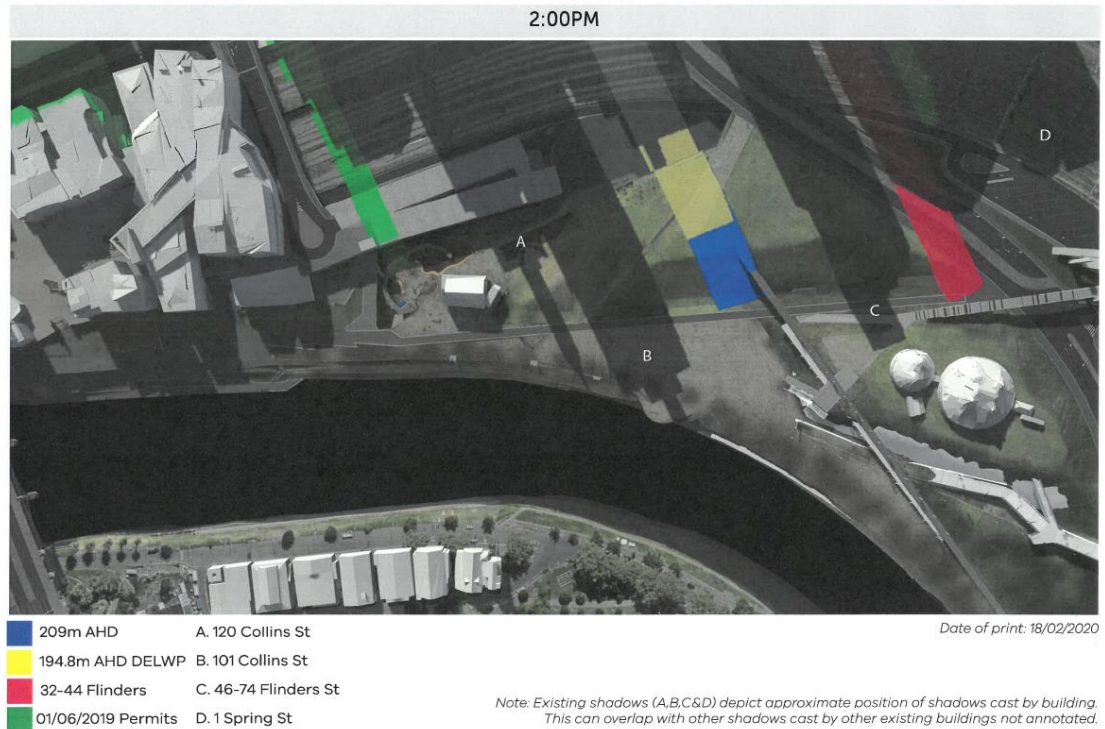 2:00PM
A
B
C
D
209m AHD
A. 120 Collins St
194.8m AHD DELWP
B. 101 Collins St
32-44 Flinders
C. 46-74 Flinders St
01/06/2019 Permits
D. 1 Spring St
Date of print: 18/02/2020
Note: Existing shadows (A,B,C&D) depict approximate position of shadows cast by building.
This can overlap with other shadows cast by other existing buildings not annotated.